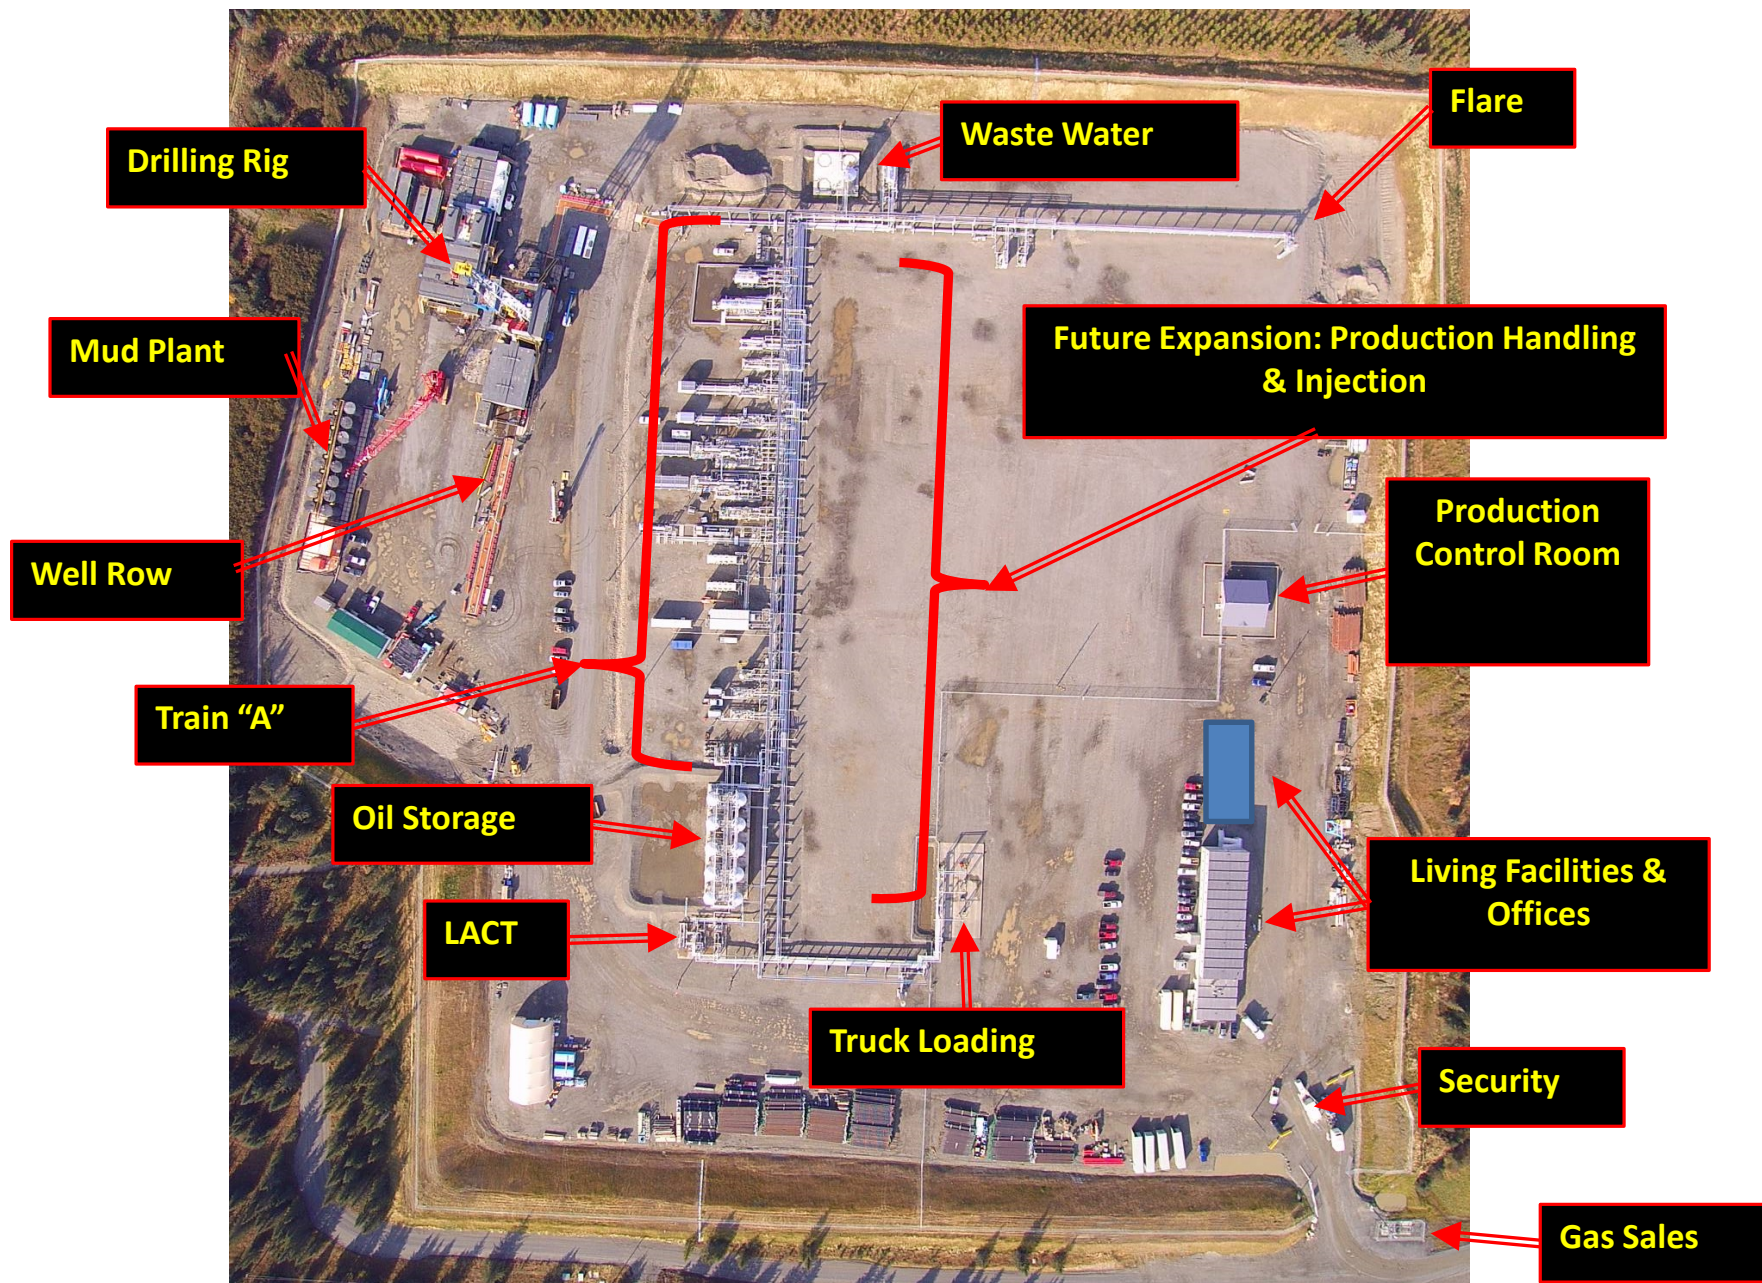 Flare
Waste Water
Drilling Rig
Future Expansion: Production Handling
& Injection
Mud Plant
Production
Control Room
Well Row
Train “A”
Oil Storage
Living Facilities &
Offices
LACT
Truck Loading
Security
Gas Sales